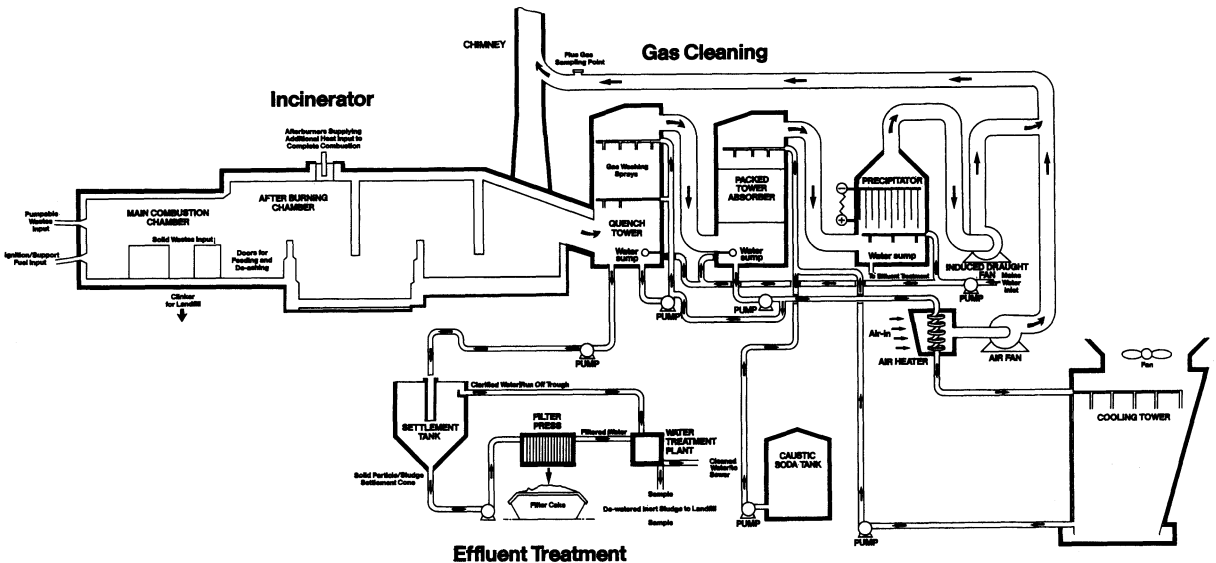 CHIMNEY
Flue Gas
Sampling Point
Gas Cleaning
Incinerator
Afterburners Supplying
Additional Heat Input to
Complete Combustion
Pumpable
Wastes
Input
Ignition/Support
Fuel Input
MAIN COMBUSTION
CHAMBER
Solid Wastes Input
Doors for
Feeding and
De-ashing
AFTER BURNING
CHAMBER
Clinker
for Landfill
Gas Washing
Sprays
QUENCH
TOWER
Water
sump
PACKED
TOWER
ABSORBER
Water
sump
PRECIPITATOR
Water sump
To Effluent Treatment
INDUCED DRAUGHT
FAN
Mains
Water
Inlet
PUMP
PUMP
PUMP
Air-in
AIR HEATER
AIR FAN
Fan
COOLING TOWER
PUMP
Clarified Water/Run Off Trough
SETTLEMENT
TANK
FILTER
PRESS
Filtered Water
WATER
TREATMENT
PLANT
Cleaned
Water to
Sewer
Solid Particle/Sludge
Settlement Cone
Filter Cake
Sample
De-watered Inert Sludge to Landfill
Sample
CAUSTIC
SODA TANK
PUMP
PUMP
Effluent Treatment